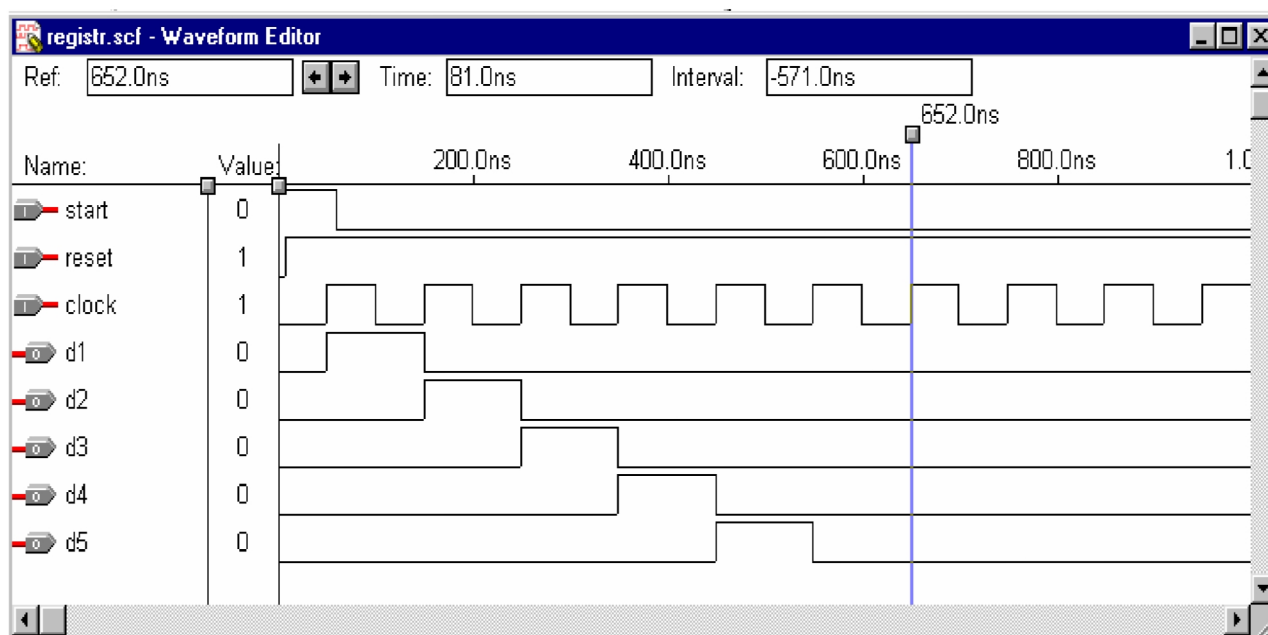 registr.scf - Waveform Editor
Ref: 652.0ns Time: 81.0ns Interval: -571.0ns
652.0ns
Name: Value: 200.0ns 400.0ns 600.0ns 800.0ns 1.0
start 0
reset 1
clock 1
d1 0
d2 0
d3 0
d4 0
d5 0